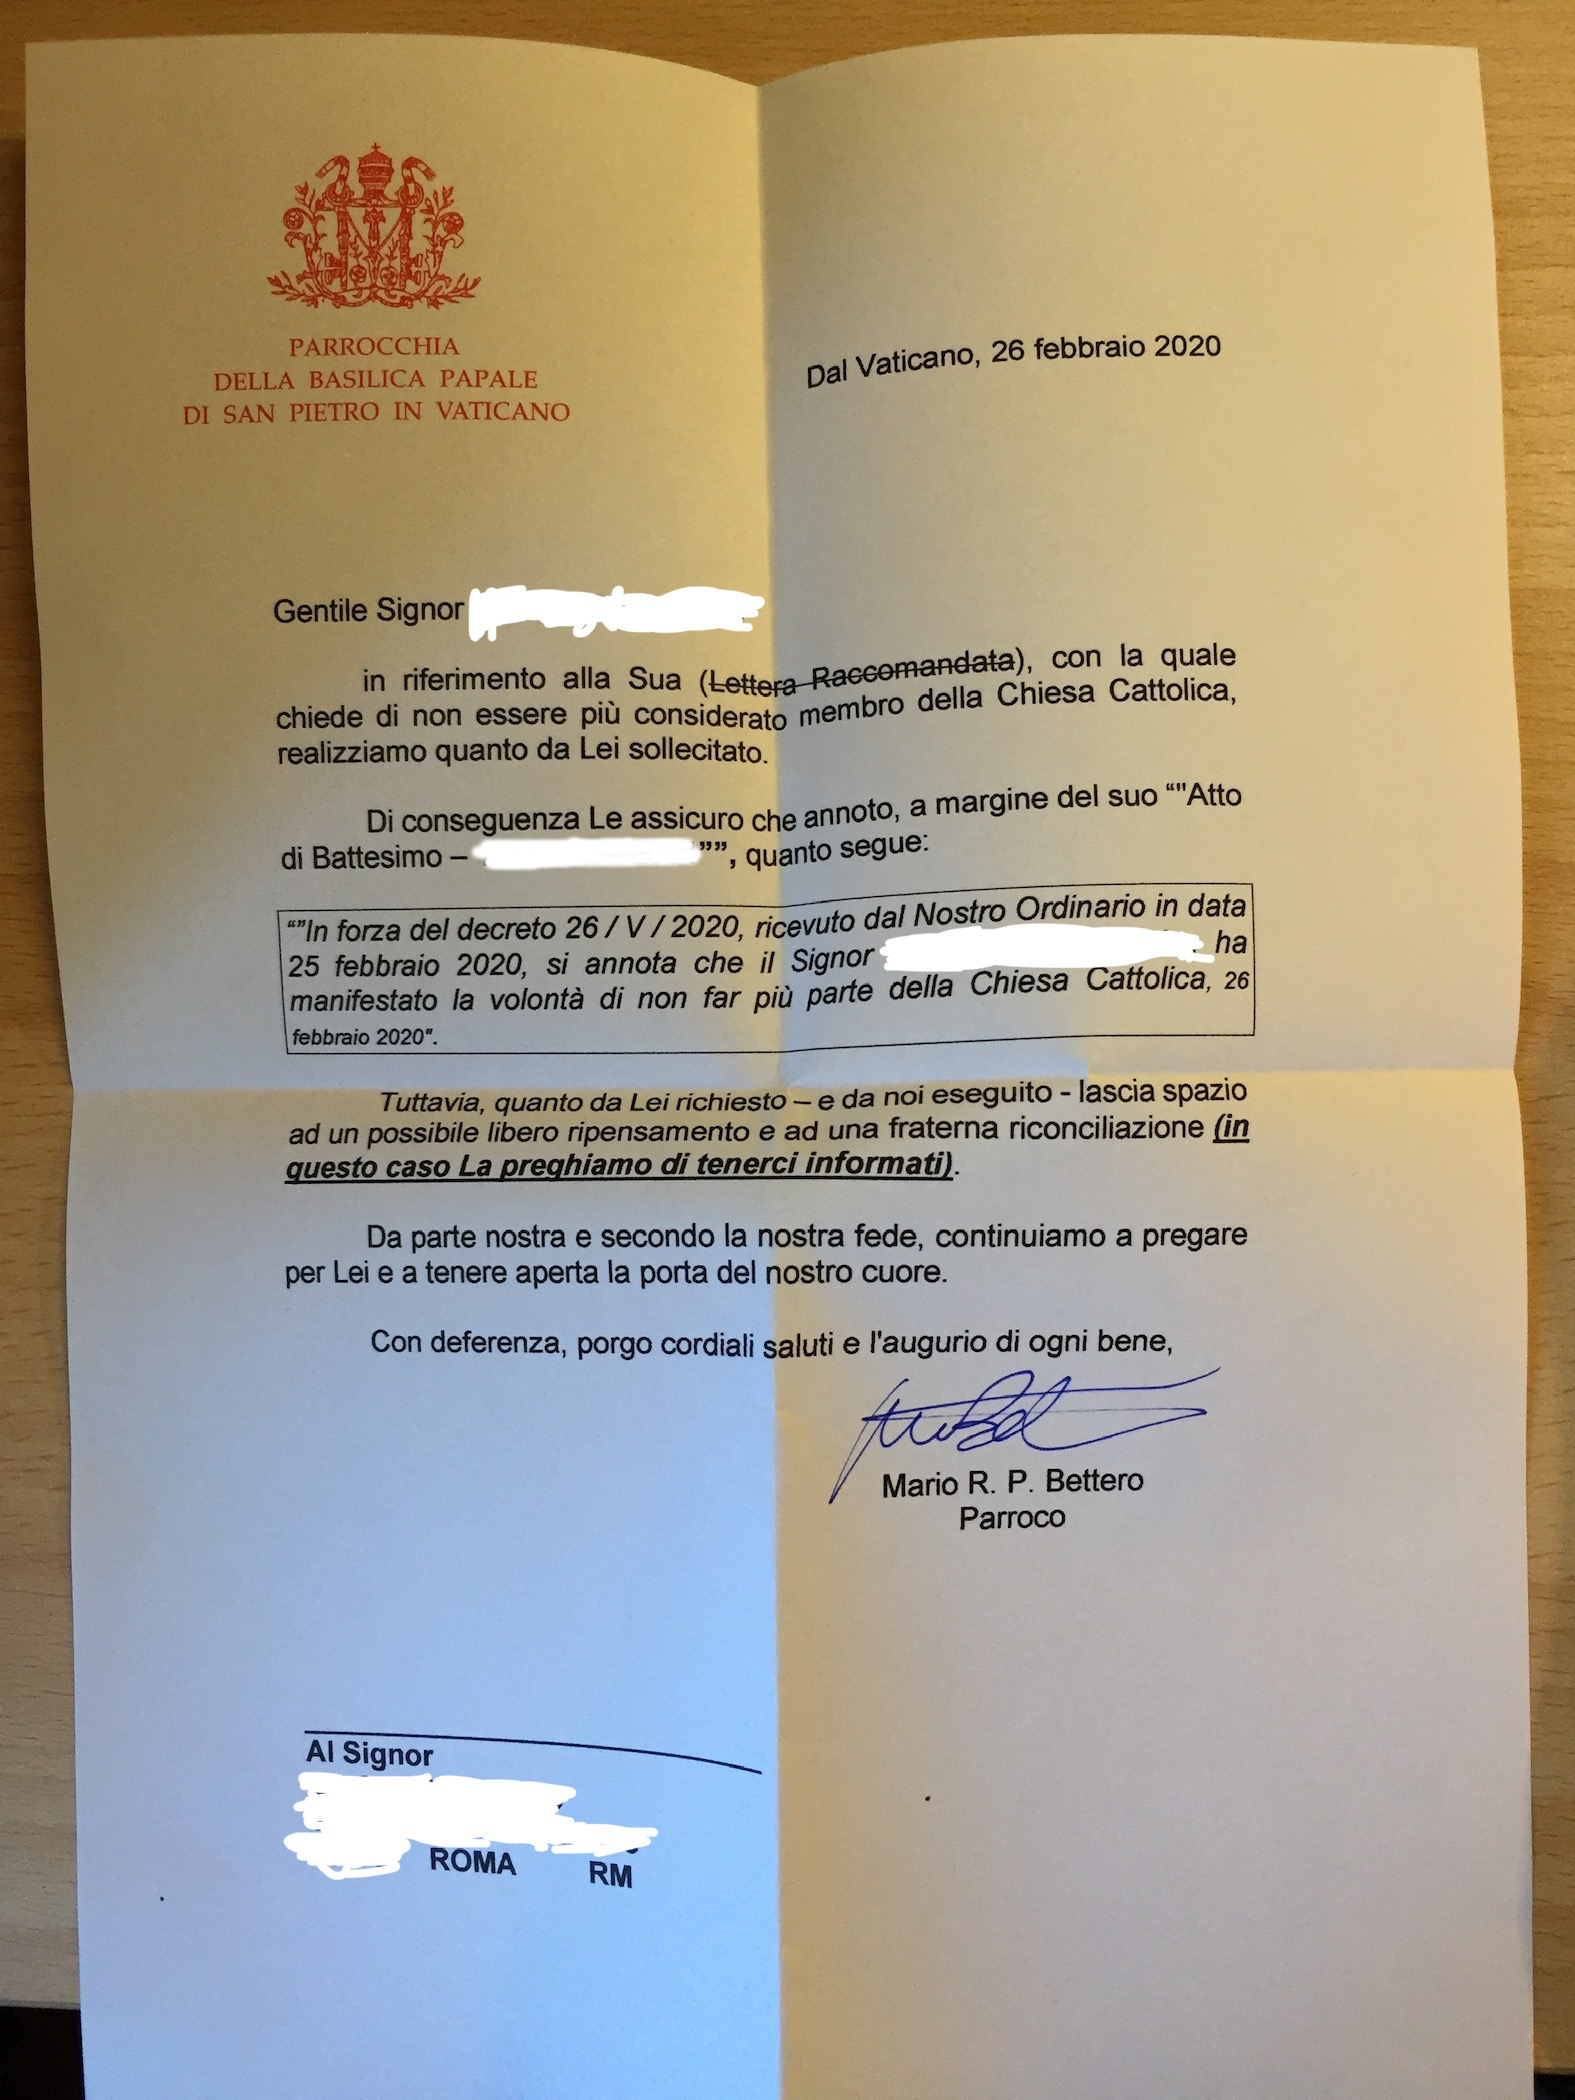 PARROCCHIA
DELLA BASILICA PAPALE
DI SAN PIETRO IN VATICANO
Dal Vaticano, 26 febbraio 2020
Gentile Signor
in riferimento alla Sua (Lettera Raccomandata), con la quale
chiede di non essere più considerato membro della Chiesa Cattolica,
realizziamo quanto da Lei sollecitato.
Di conseguenza Le assicuro che annoto, a margine del suo “"Atto
di Battesimo – ””, quanto segue:
“”In forza del decreto 26 / V / 2020, ricevuto dal Nostro Ordinario in data
25 febbraio 2020, si annota che il Signor ha
manifestato la volontà di non far più parte della Chiesa Cattolica, 26
febbraio 2020".
Tuttavia, quanto da Lei richiesto – e da noi eseguito - lascia spazio
ad un possibile libero ripensamento e ad una fraterna riconciliazione (in
questo caso La preghiamo di tenerci informati).
Da parte nostra e secondo la nostra fede, continuiamo a pregare
per Lei e a tenere aperta la porta del nostro cuore.
Con deferenza, porgo cordiali saluti e l'augurio di ogni bene,
Mario R. P. Bettero
Parroco
Al Signor
ROMA RM